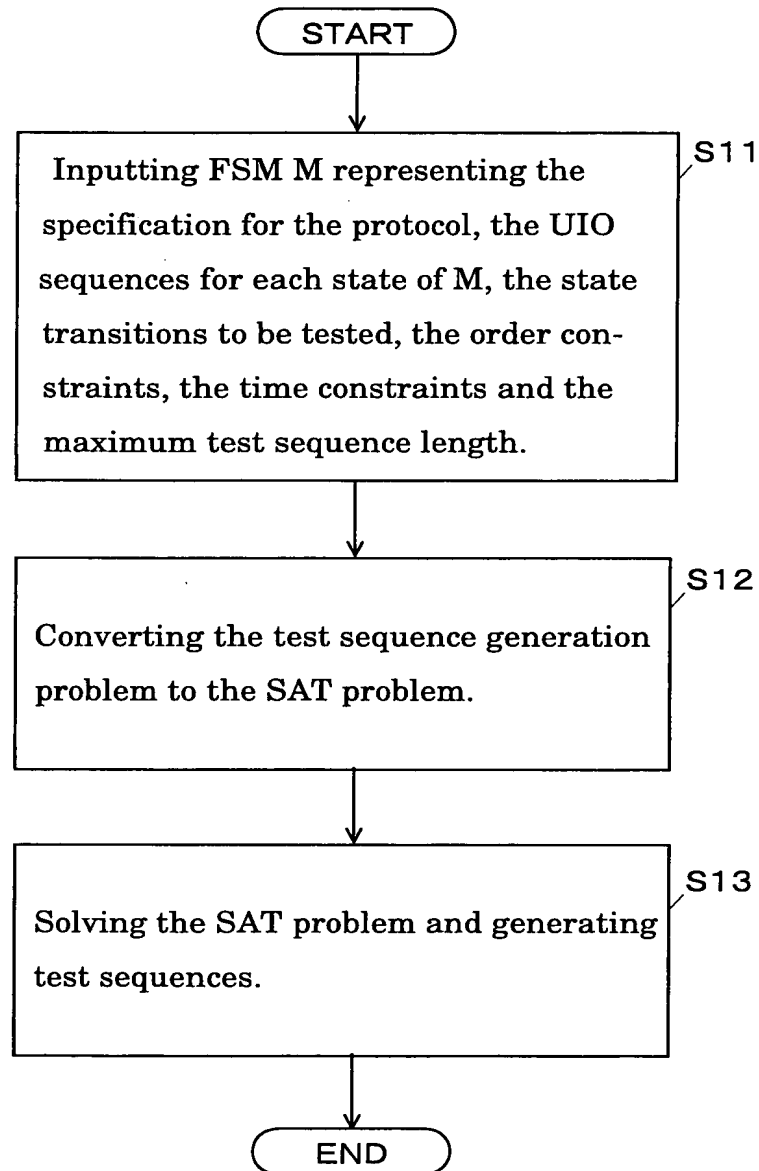 START
S11
Inputting FSM M representing the
specification for the protocol, the UIO
sequences for each state of M, the state
transitions to be tested, the order con-
straints, the time constraints and the
maximum test sequence length.
S12
Converting the test sequence generation
problem to the SAT problem.
S13
Solving the SAT problem and generating
test sequences.
END